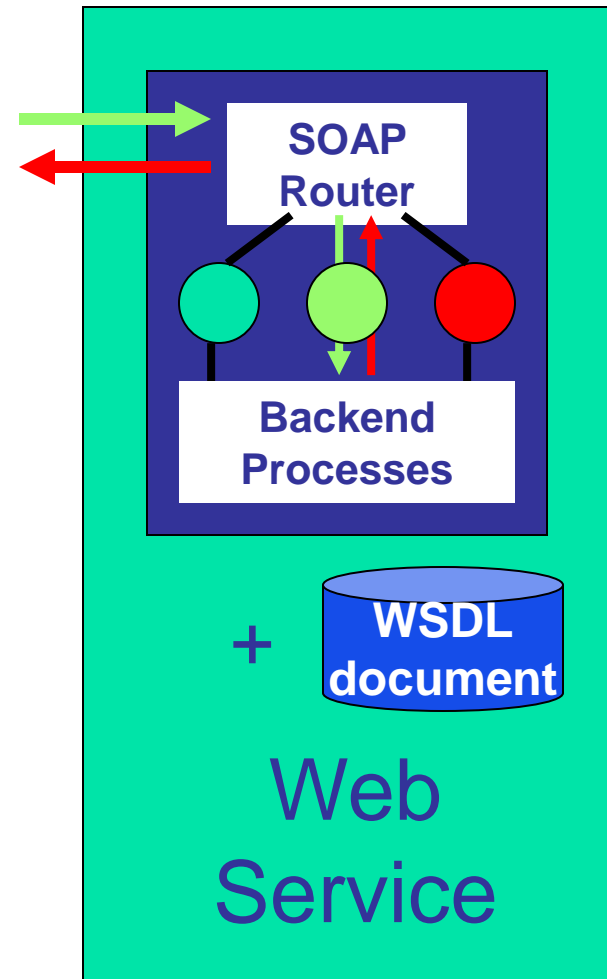 SOAP
Router
Backend
Processes
+
WSDL
document
Web
Service